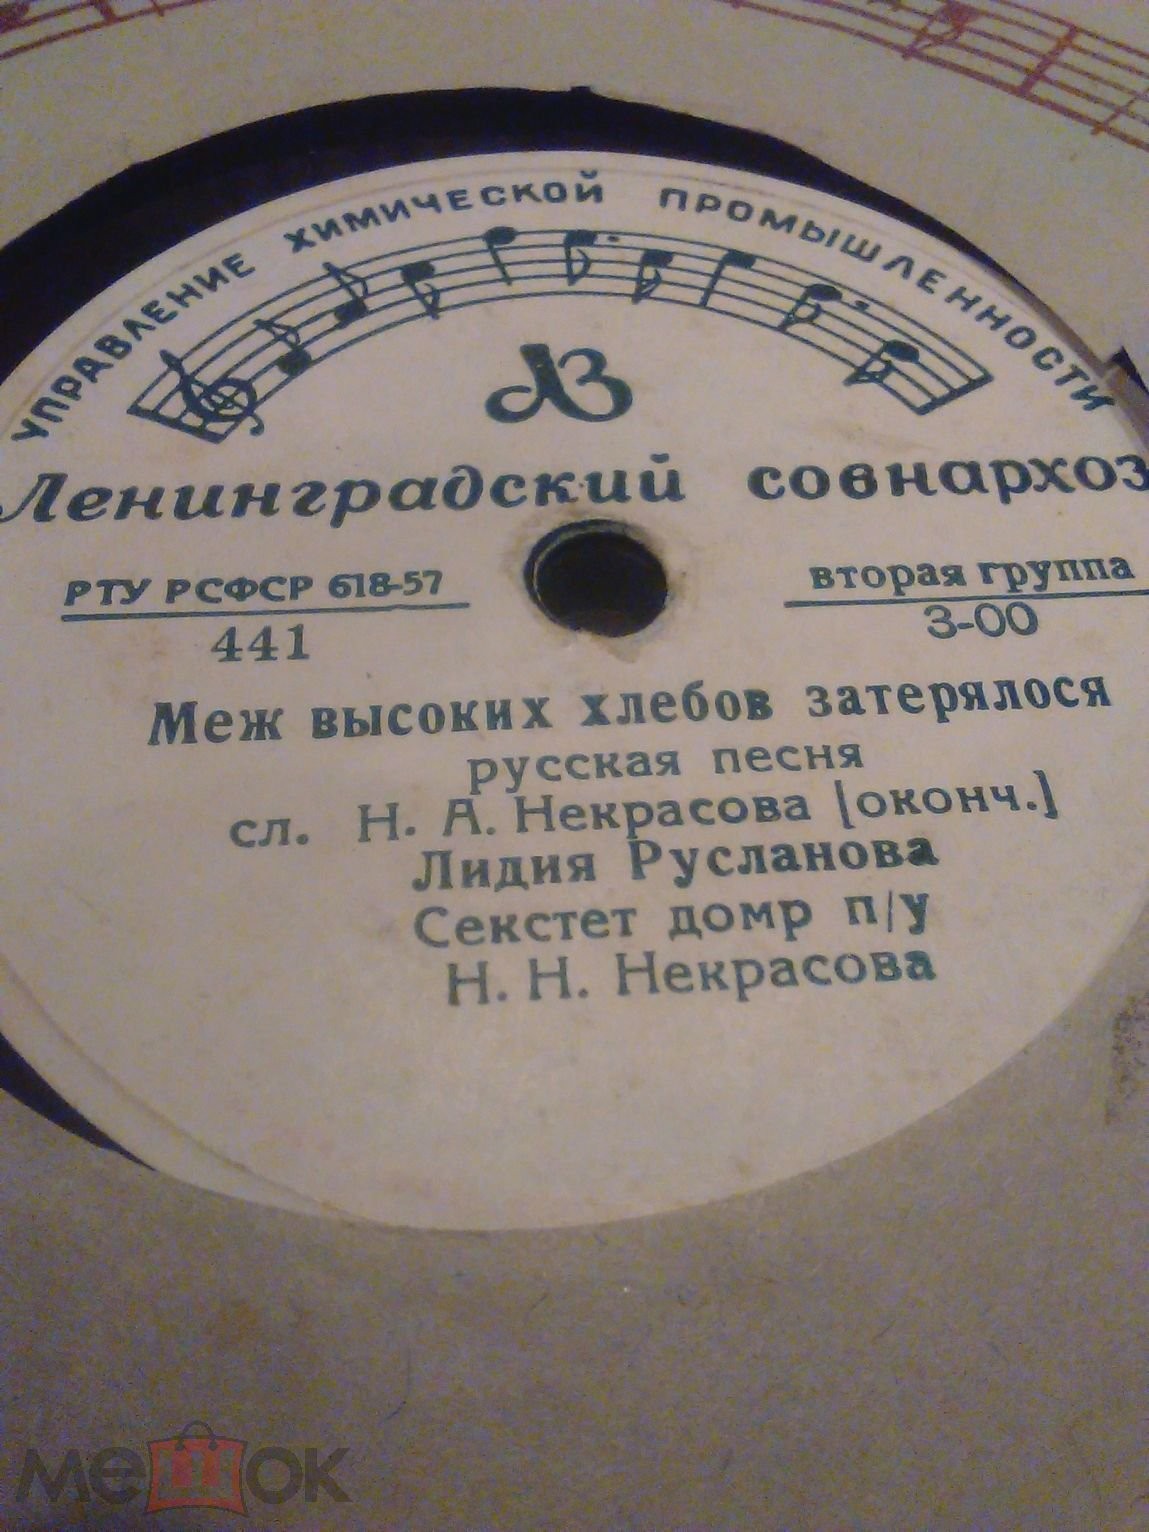 УПРАВЛЕНИЕ ХИМИЧЕСКОЙ ПРОМЫШЛЕННОСТИ
ЛЗ
Ленинградский совнархоз
РТУ РСФСР 618-57
441
вторая группа
3-00
Меж высоких хлебов затерялося
русская песня
сл. Н. А. Некрасова [оконч.]
Лидия Русланова
Секстет домр п/у
Н. Н. Некрасова
мешок